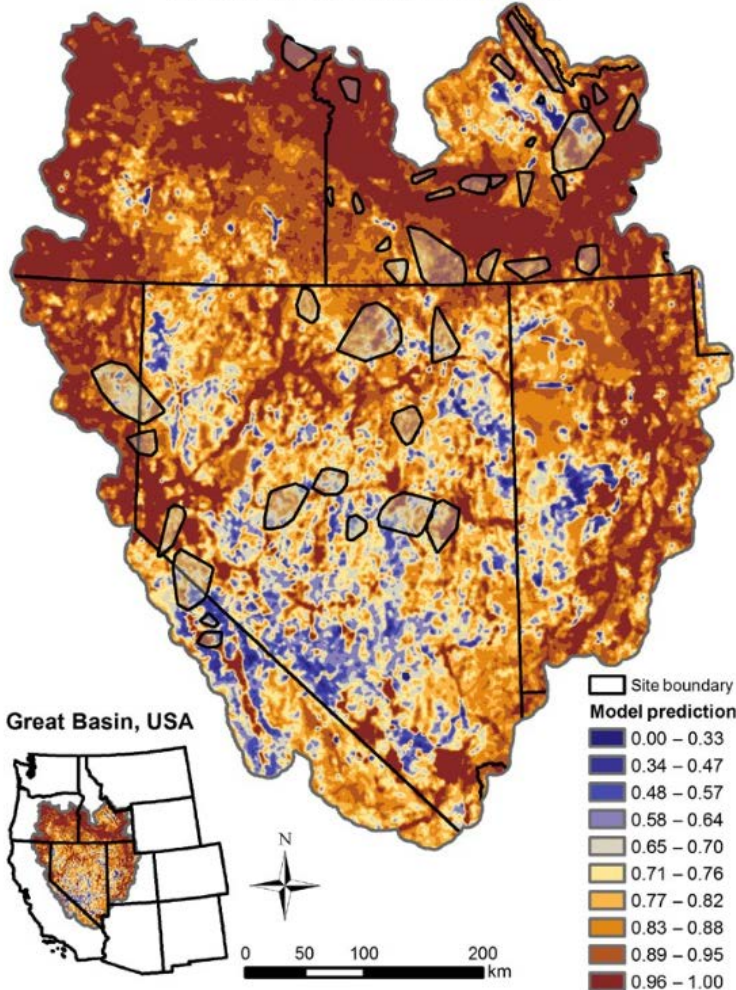 Site boundary
Model prediction
0.00 – 0.33
0.34 – 0.47
0.48 – 0.57
0.58 – 0.64
0.65 – 0.70
0.71 – 0.76
0.77 – 0.82
0.83 – 0.88
0.89 – 0.95
0.96 – 1.00
Great Basin, USA
N
0 50 100 200
km